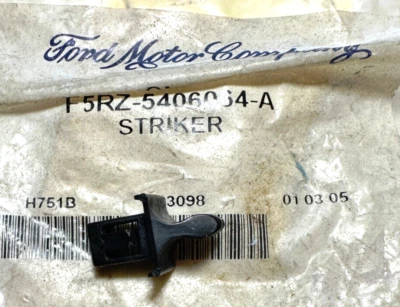 Ford Motor Company
F5RZ-5406064-A
STRIKER
H751B 3098 01 03 05